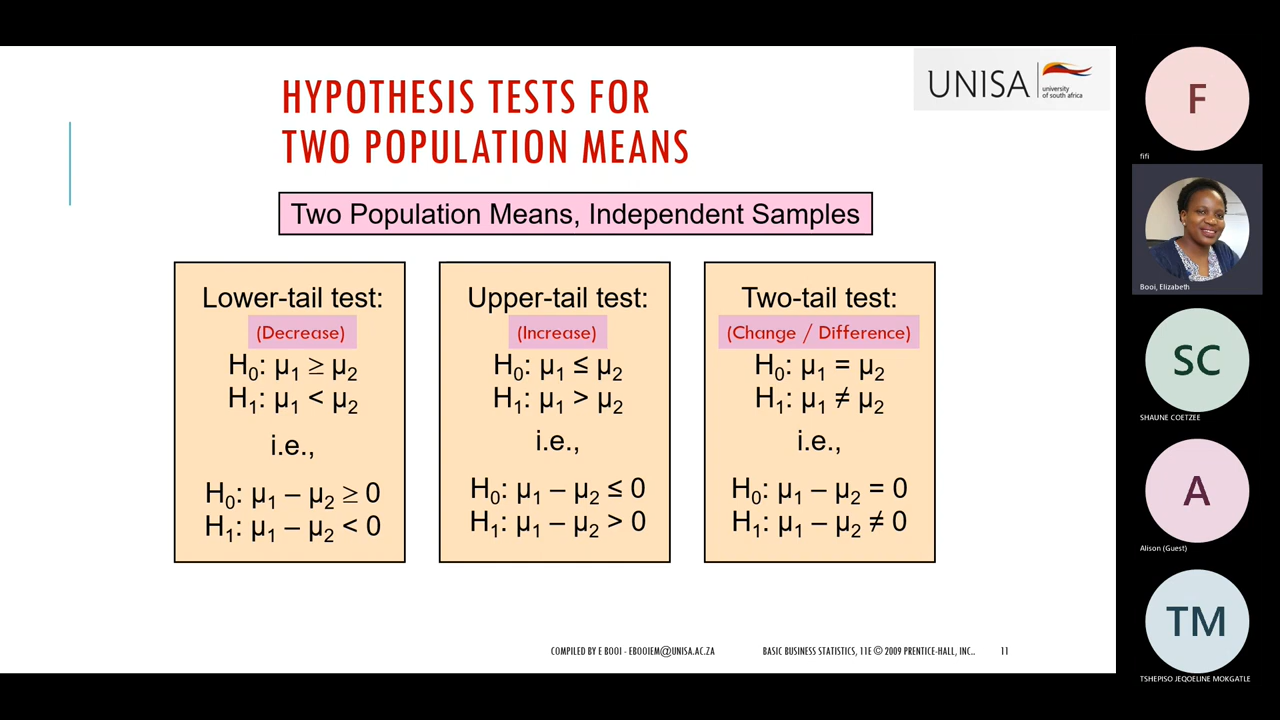 HYPOTHESIS TESTS FOR
TWO POPULATION MEANS
UNISA
university
of south africa
Two Population Means, Independent Samples
Lower-tail test:
(Decrease)
H₀: μ₁ ≥ μ₂
H₁: μ₁ < μ₂
i.e.,
H₀: μ₁ – μ₂ ≥ 0
H₁: μ₁ – μ₂ < 0
Upper-tail test:
(Increase)
H₀: μ₁ ≤ μ₂
H₁: μ₁ > μ₂
i.e.,
H₀: μ₁ – μ₂ ≤ 0
H₁: μ₁ – μ₂ > 0
Two-tail test:
(Change / Difference)
H₀: μ₁ = μ₂
H₁: μ₁ ≠ μ₂
i.e.,
H₀: μ₁ – μ₂ = 0
H₁: μ₁ – μ₂ ≠ 0
COMPILED BY E BOOI - EBOOIEM@UNISA.AC.ZA
BASIC BUSINESS STATISTICS, 11E © 2009 PRENTICE-HALL, INC..
11
F
fifi
Booi, Elizabeth
SC
SHAUNE COETZEE
A
Alison (Guest)
TM
TSHEPISO JEQOELINE MOKGATLE